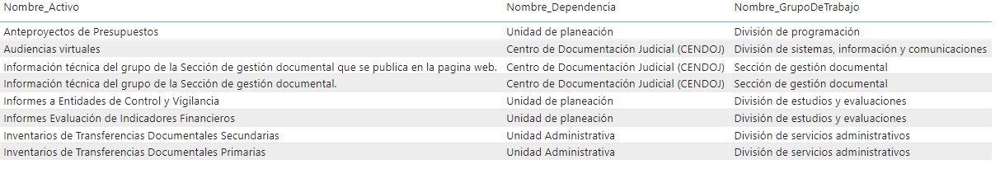 Nombre_Activo Nombre_Dependencia Nombre_GrupoDeTrabajo
Anteproyectos de Presupuestos Unidad de planeación División de programación
Audiencias virtuales Centro de Documentación Judicial (CENDOJ) División de sistemas, información y comunicaciones
Información técnica del grupo de la Sección de gestión documental que se publica en la pagina web. Centro de Documentación Judicial (CENDOJ) Sección de gestión documental
Información técnica del grupo de la Sección de gestión documental. Centro de Documentación Judicial (CENDOJ) Sección de gestión documental
Informes a Entidades de Control y Vigilancia Unidad de planeación División de estudios y evaluaciones
Informes Evaluación de Indicadores Financieros Unidad de planeación División de estudios y evaluaciones
Inventarios de Transferencias Documentales Secundarias Unidad Administrativa División de servicios administrativos
Inventarios de Transferencias Documentales Primarias Unidad Administrativa División de servicios administrativos